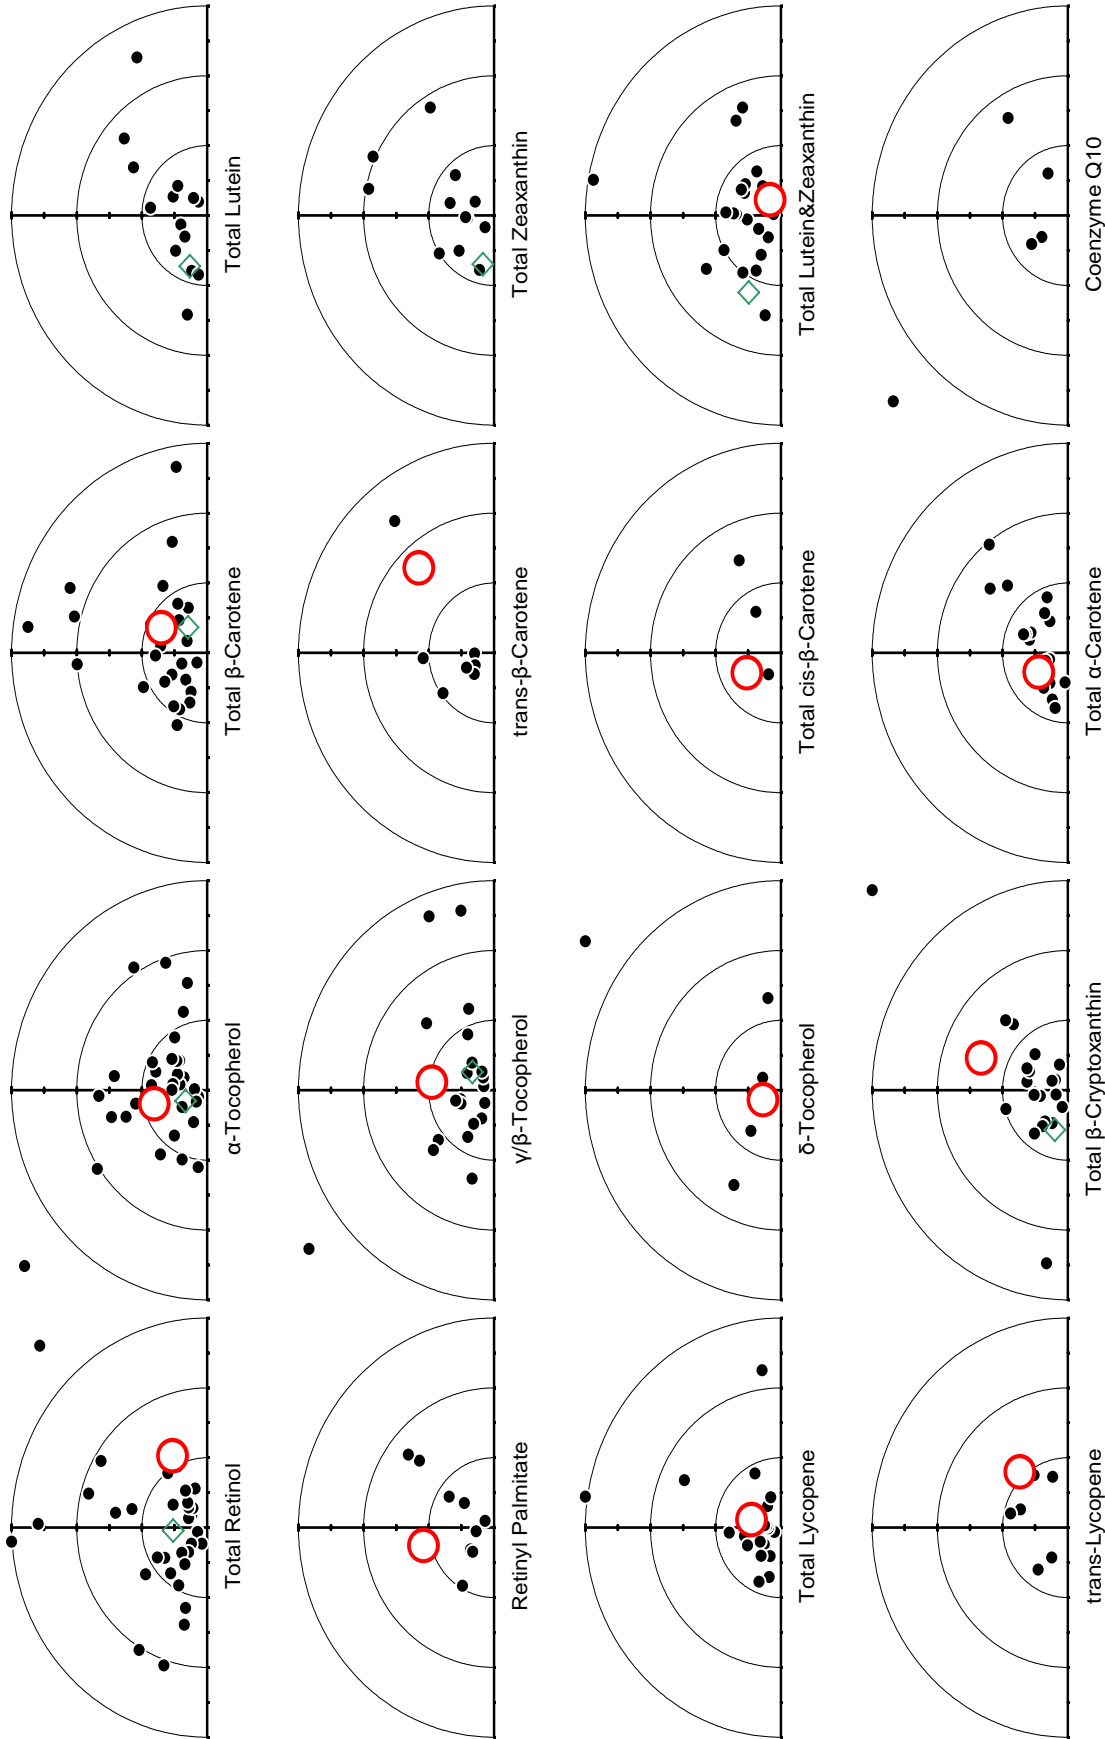 Total Retinol
α-Tocopherol
Total β-Carotene
Total Lutein
Retinyl Palmitate
γ/β-Tocopherol
trans-β-Carotene
Total Zeaxanthin
Total Lycopene
δ-Tocopherol
Total cis-β-Carotene
Total Lutein&Zeaxanthin
trans-Lycopene
Total β-Cryptoxanthin
Total α-Carotene
Coenzyme Q10